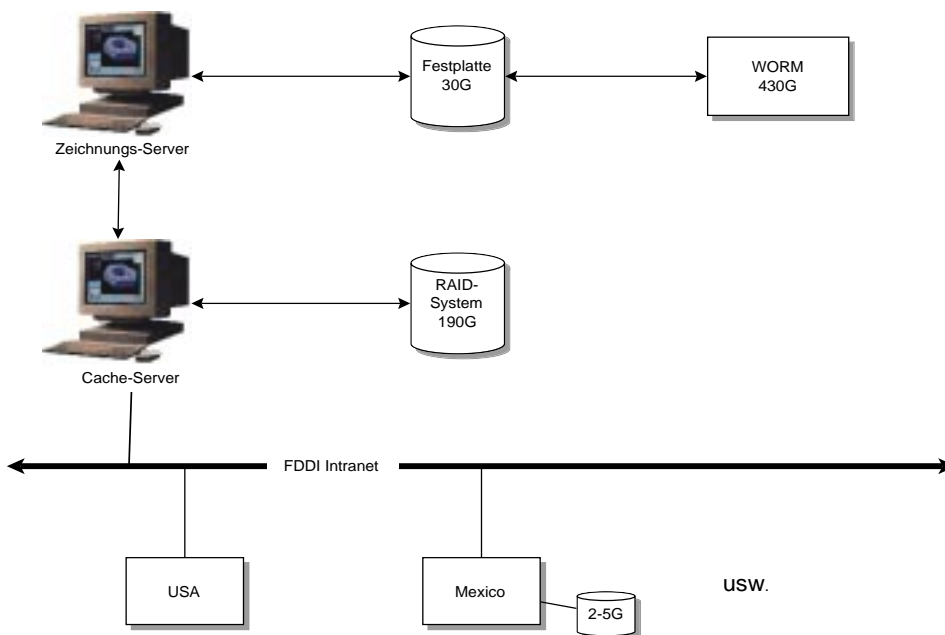 Festplatte
30G
WORM
430G
Zeichnungs-Server
RAID-
System
190G
Cache-Server
FDDI Intranet
USA
Mexico
2-5G
usw.